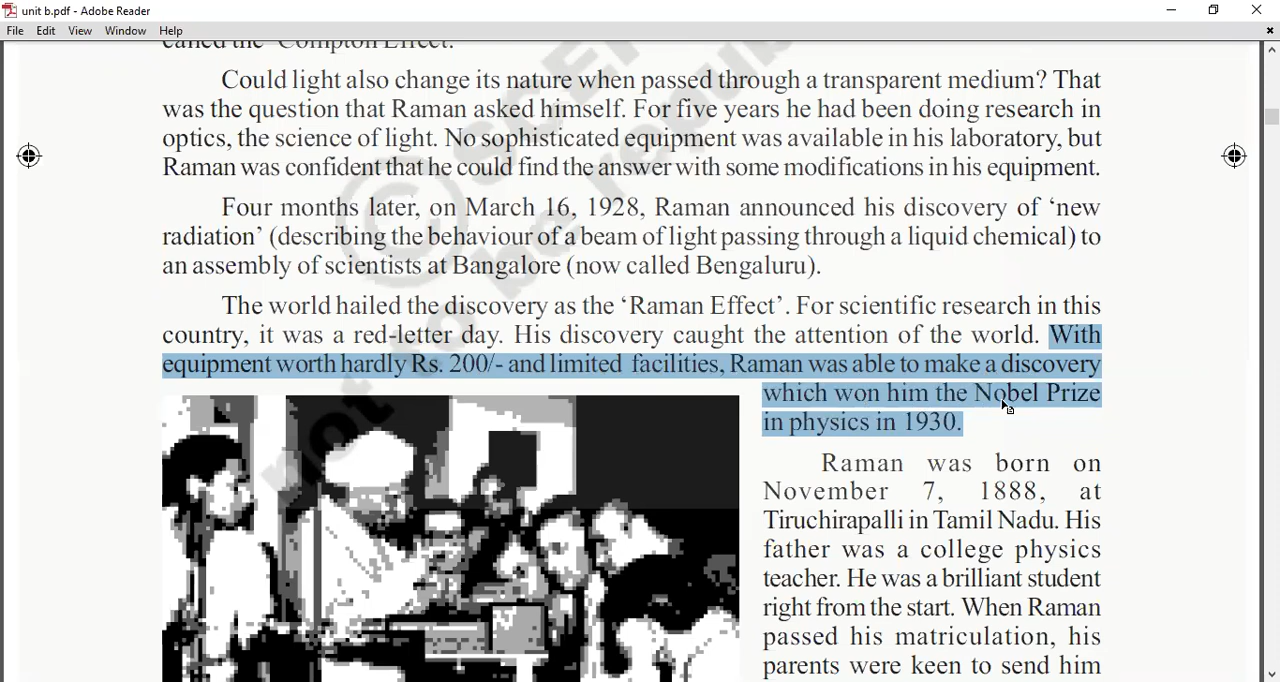 unit b.pdf - Adobe Reader
File Edit View Window Help
called the 'Compton Effect.
Could light also change its nature when passed through a transparent medium? That
was the question that Raman asked himself. For five years he had been doing research in
optics, the science of light. No sophisticated equipment was available in his laboratory, but
Raman was confident that he could find the answer with some modifications in his equipment.
Four months later, on March 16, 1928, Raman announced his discovery of ‘new
radiation’ (describing the behaviour of a beam of light passing through a liquid chemical) to
an assembly of scientists at Bangalore (now called Bengaluru).
The world hailed the discovery as the ‘Raman Effect’. For scientific research in this
country, it was a red-letter day. His discovery caught the attention of the world. With
equipment worth hardly Rs. 200/- and limited facilities, Raman was able to make a discovery
which won him the Nobel Prize
in physics in 1930.
Raman was born on
November 7, 1888, at
Tiruchirapalli in Tamil Nadu. His
father was a college physics
teacher. He was a brilliant student
right from the start. When Raman
passed his matriculation, his
parents were keen to send him
© SCE
not to be repub